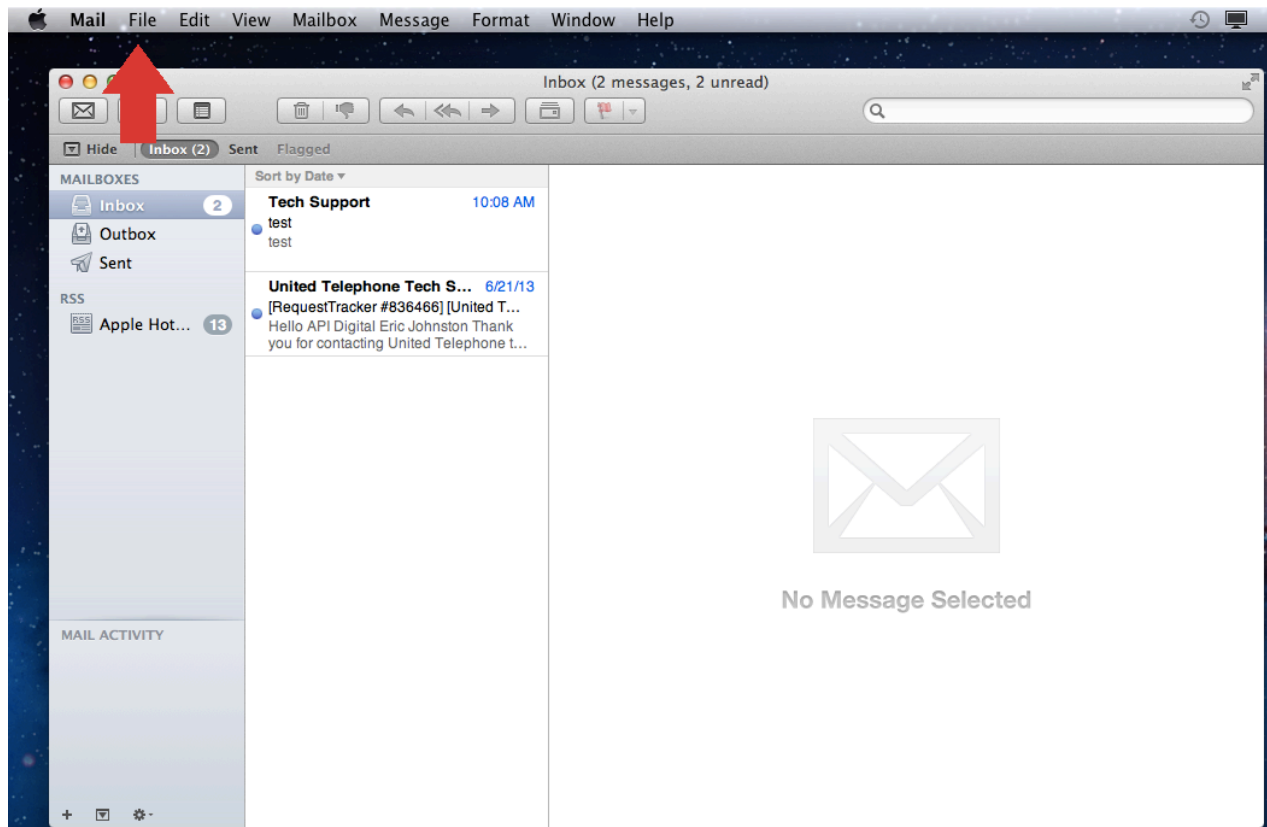 Mail File Edit View Mailbox Message Format Window Help
Inbox (2 messages, 2 unread)
Hide Inbox (2) Sent Flagged
MAILBOXES
Inbox 2
Outbox
Sent
RSS
RSS Apple Hot... 13
MAIL ACTIVITY
Sort by Date
Tech Support 10:08 AM
test
test
United Telephone Tech S... 6/21/13
[RequestTracker #836466] [United T...
Hello API Digital Eric Johnston Thank
you for contacting United Telephone t...
No Message Selected